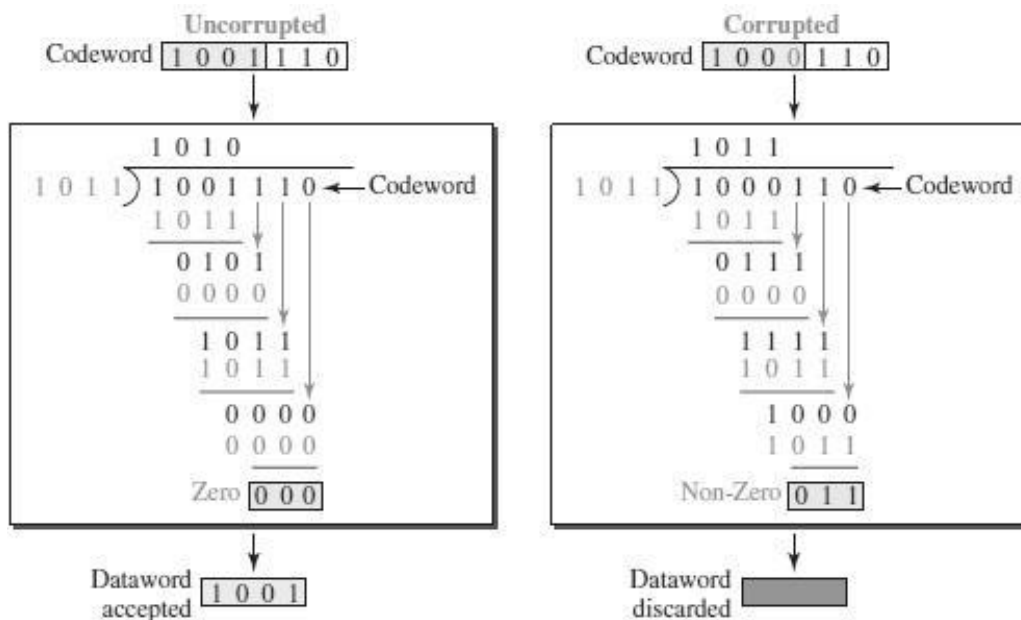 Uncorrupted
Codeword 1 0 0 1 1 1 0
1 0 1 0
1 0 1 1 1 0 0 1 1 1 0 Codeword
1 0 1 1
0 1 0 1
0 0 0 0
1 0 1 1
1 0 1 1
0 0 0 0
0 0 0 0
Zero 0 0 0
Dataword
accepted
1 0 0 1
Corrupted
Codeword 1 0 0 0 1 1 0
1 0 1 1
1 0 1 1 1 0 0 0 1 1 0 Codeword
1 0 1 1
0 1 1 1
0 0 0 0
1 1 1 1
1 0 1 1
1 0 0 0
1 0 1 1
Non-Zero 0 1 1
Dataword
discarded